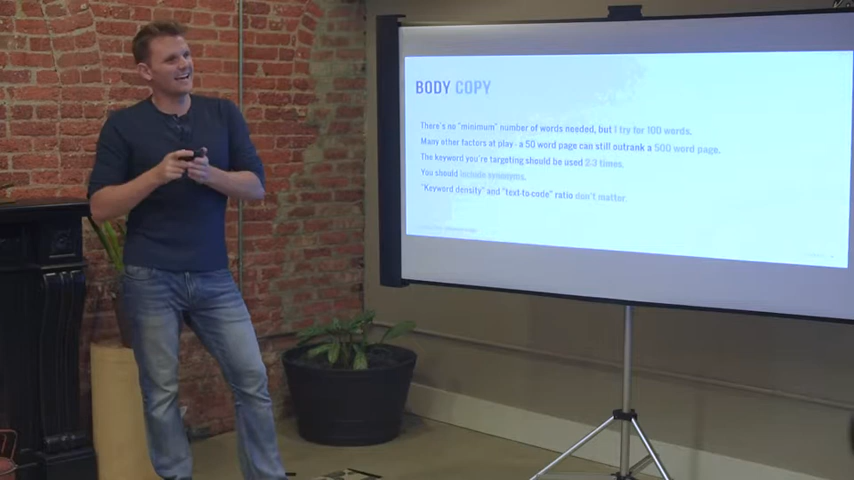 BODY COPY
There's no "minimum" number of words needed, but I try for 100 words.
Many other factors at play - a 50 word page can still outrank a 500 word page.
The keyword you're targeting should be used 2-3 times.
You should include synonyms.
"Keyword density" and "text-to-code" ratio don't matter.